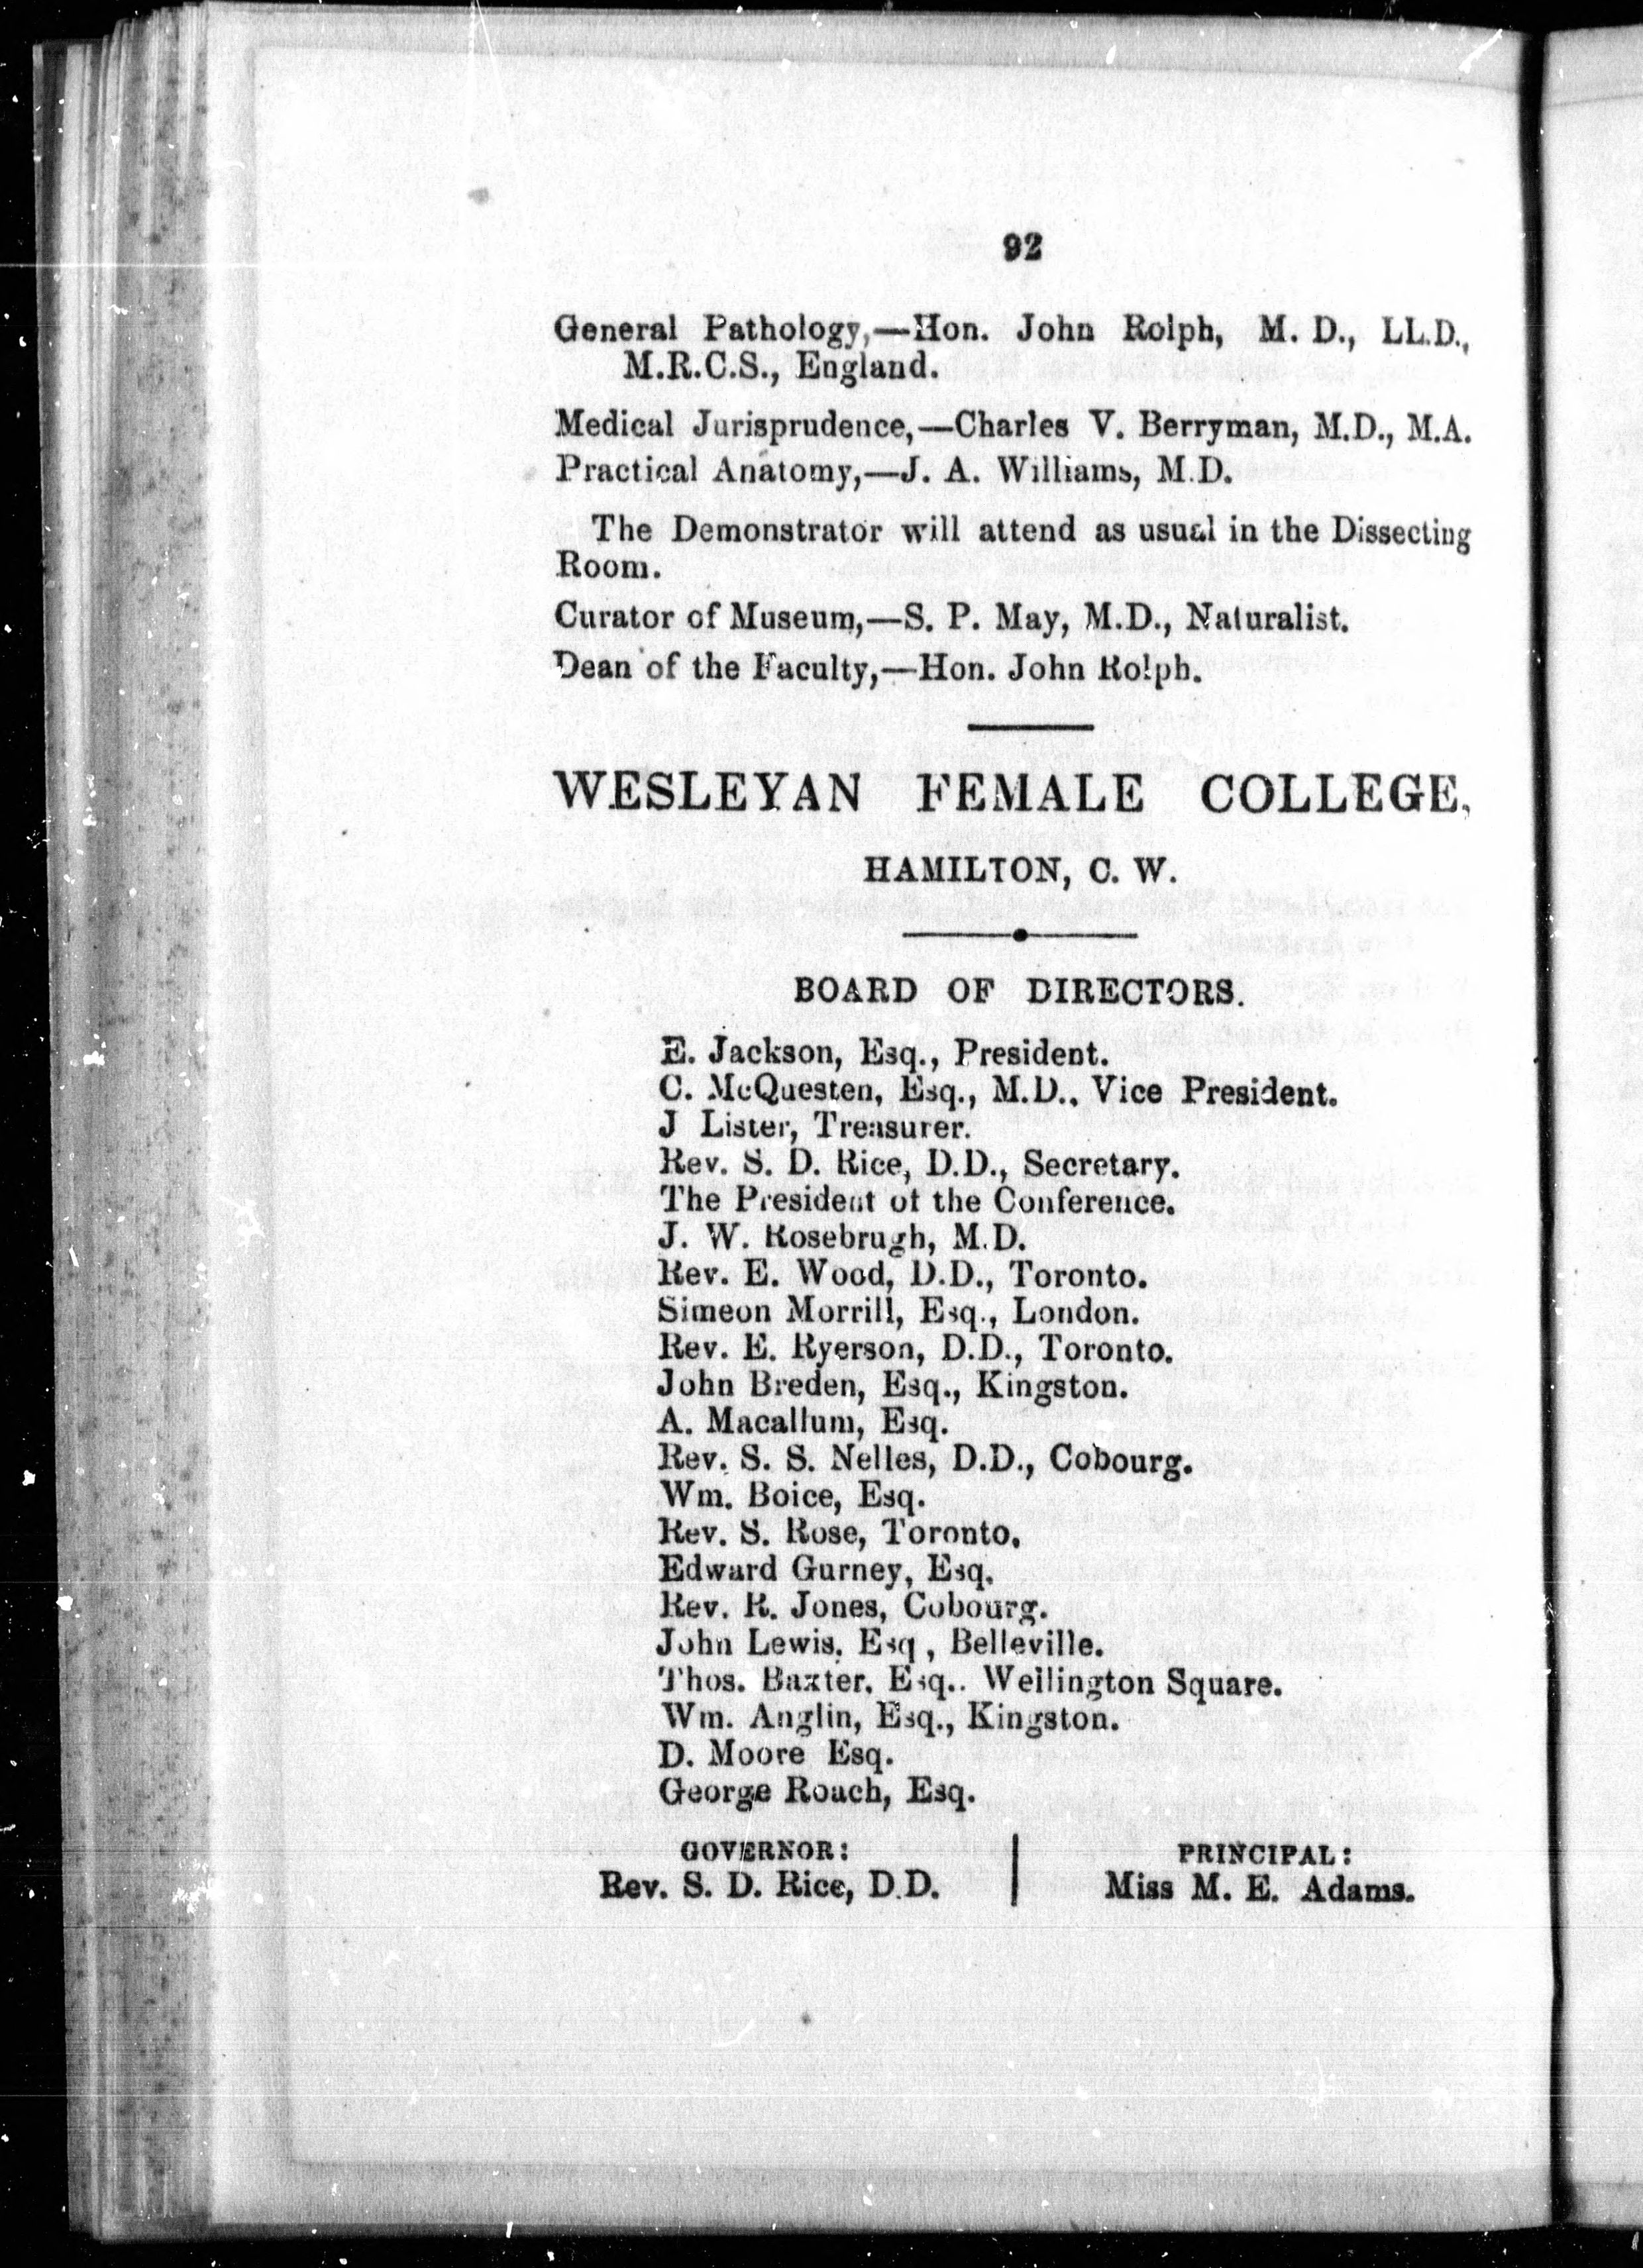 92
General Pathology,—Hon. John Rolph, M. D., LL.D.,
M.R.C.S., England.
Medical Jurisprudence,—Charles V. Berryman, M.D., M.A.
Practical Anatomy,—J. A. Williams, M.D.
The Demonstrator will attend as usual in the Dissecting
Room.
Curator of Museum,—S. P. May, M.D., Naturalist.
Dean of the Faculty,—Hon. John Rolph.
WESLEYAN FEMALE COLLEGE,
HAMILTON, C. W.
BOARD OF DIRECTORS.
E. Jackson, Esq., President.
C. McQuesten, Esq., M.D., Vice President.
J Lister, Treasurer.
Rev. S. D. Rice, D.D., Secretary.
The President of the Conference.
J. W. Rosebrugh, M.D.
Rev. E. Wood, D.D., Toronto.
Simeon Morrill, Esq., London.
Rev. E. Ryerson, D.D., Toronto.
John Breden, Esq., Kingston.
A. Macallum, Esq.
Rev. S. S. Nelles, D.D., Cobourg.
Wm. Boice, Esq.
Rev. S. Rose, Toronto.
Edward Gurney, Esq.
Rev. R. Jones, Cobourg.
John Lewis, Esq, Belleville.
Thos. Baxter, Esq.. Wellington Square.
Wm. Anglin, Esq., Kingston.
D. Moore Esq.
George Roach, Esq.
GOVERNOR:
Rev. S. D. Rice, D.D.
PRINCIPAL:
Miss M. E. Adams.